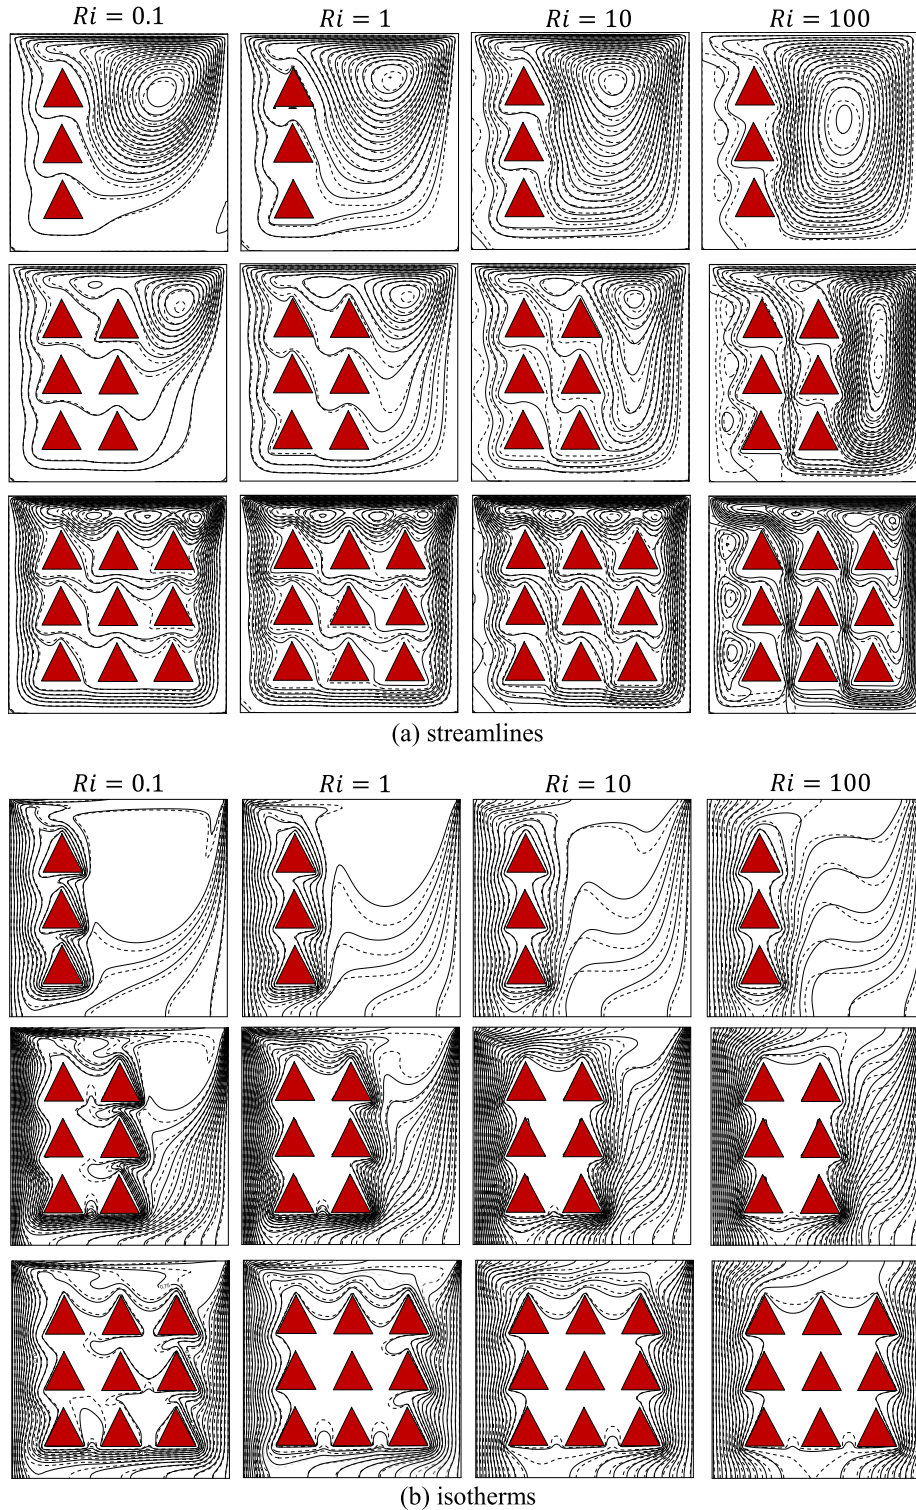 Ri = 0.1 Ri = 1 Ri = 10 Ri = 100
(a) streamlines
Ri = 0.1 Ri = 1 Ri = 10 Ri = 100
(b) isotherms